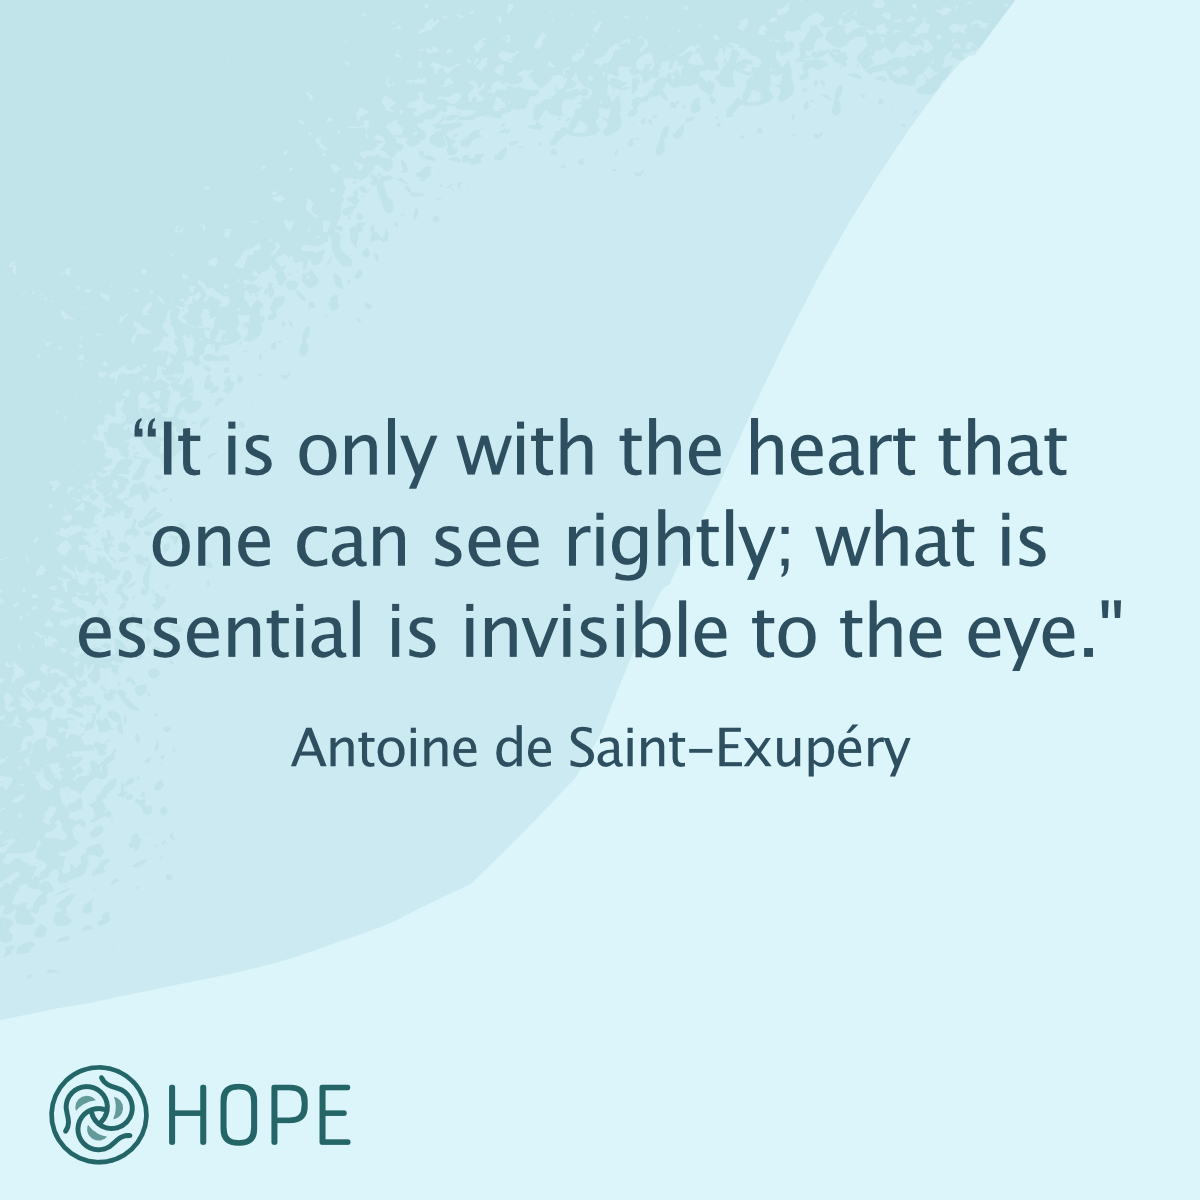 “It is only with the heart that
one can see rightly; what is
essential is invisible to the eye."
Antoine de Saint–Exupéry
HOPE